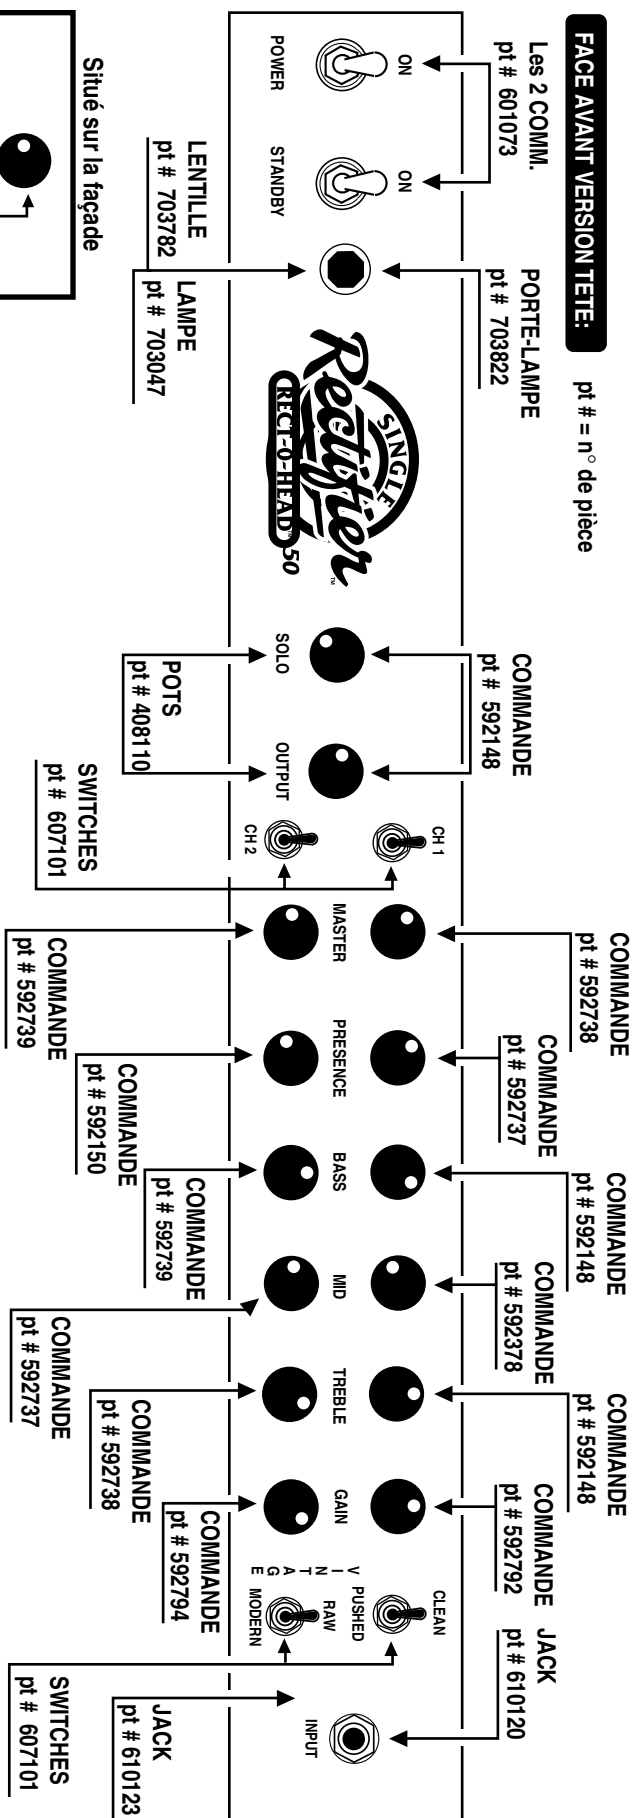 FACE AVANT VERSION TETE:
pt # = n° de pièce
Les 2 COMM.
pt # 601073
PORTE-LAMPE
pt # 703822
COMMANDE
pt # 592148
COMMANDE
pt # 592738
COMMANDE
pt # 592737
COMMANDE
pt # 592148
COMMANDE
pt # 592378
COMMANDE
pt # 592148
COMMANDE
pt # 592792
JACK
pt # 610120
ON
ON
POWER
STANDBY
SINGLE
Rectifier™
RECT-O-HEAD™ 50
SOLO
OUTPUT
CH 1
CH 2
MASTER
PRESENCE
BASS
MID
TREBLE
GAIN
CLEAN
PUSHED
RAW
VINTAGE
MODERN
INPUT
LENTILLE
pt # 703782
LAMPE
pt # 703047
POTS
pt # 408110
SWITCHES
pt # 607101
COMMANDE
pt # 592739
COMMANDE
pt # 592150
COMMANDE
pt # 592739
COMMANDE
pt # 592737
COMMANDE
pt # 592738
COMMANDE
pt # 592794
SWITCHES
pt # 607101
JACK
pt # 610123
Situé sur la façade